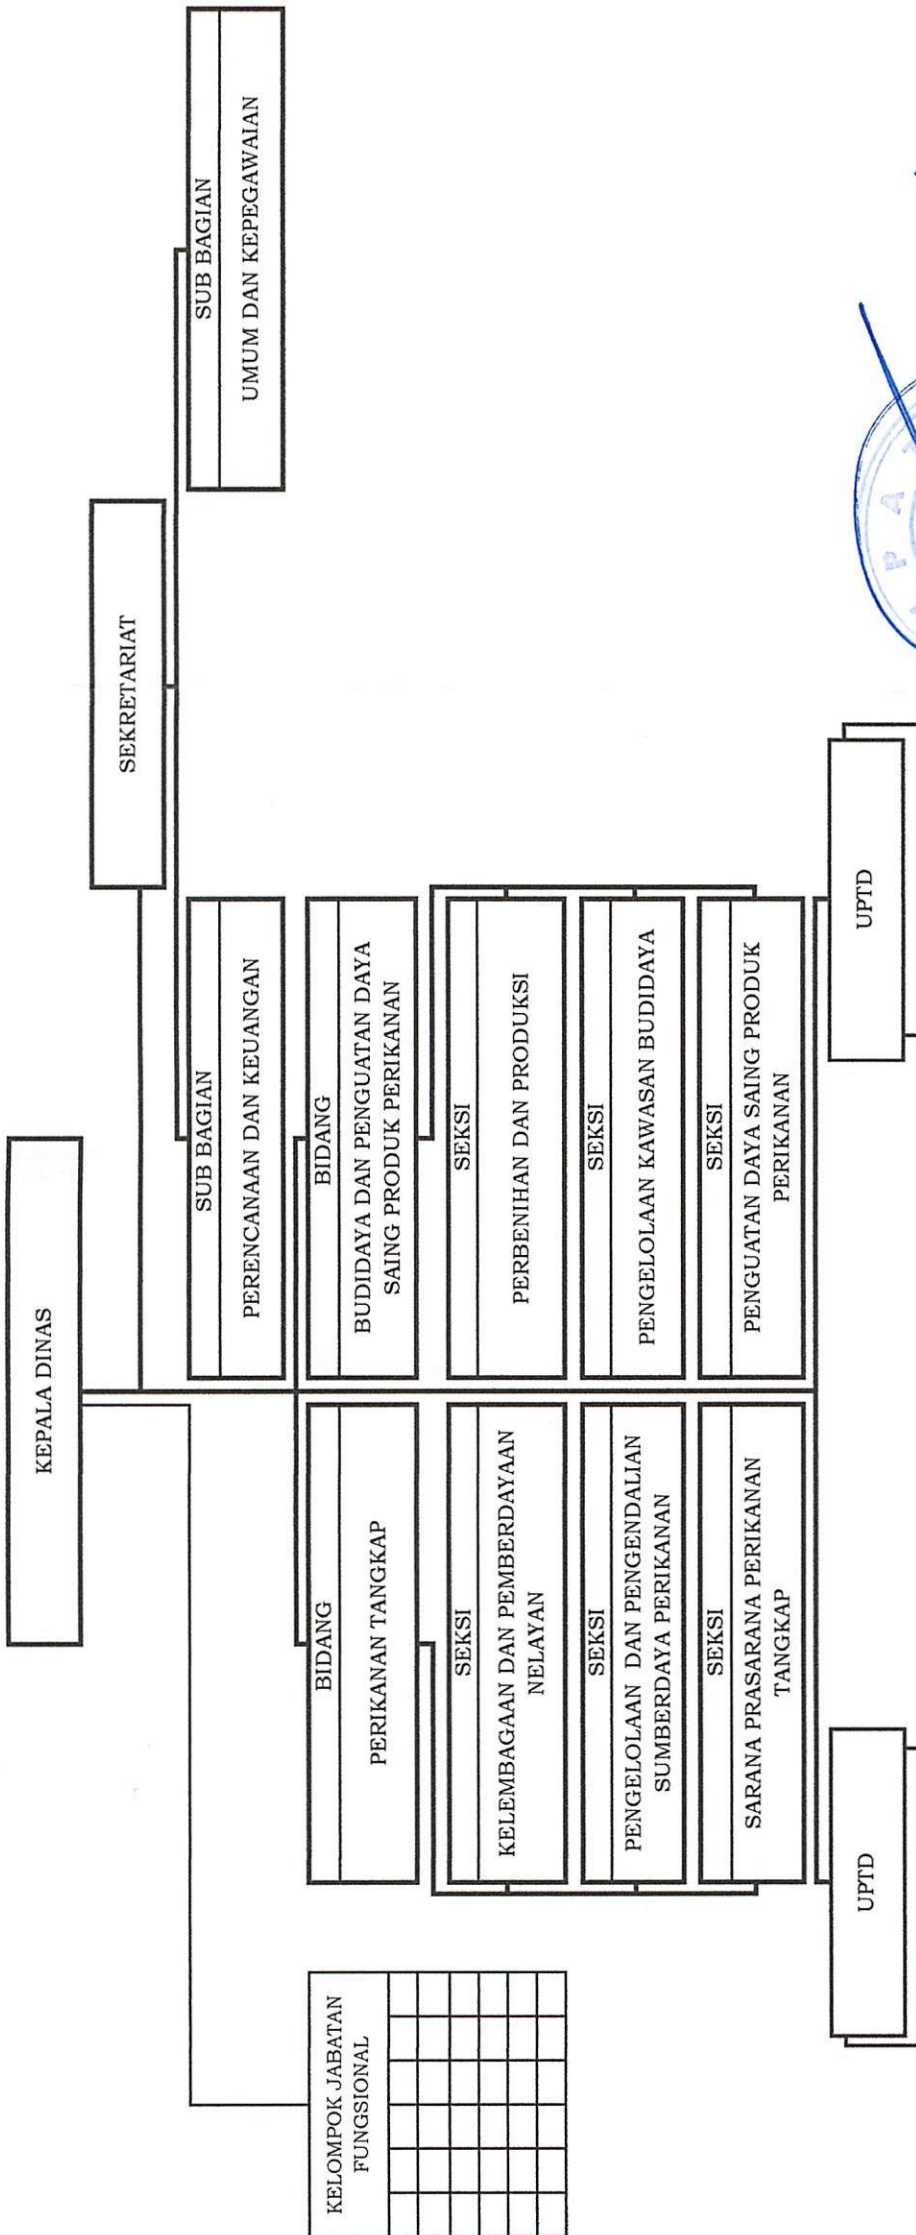 KEPALA DINAS
SEKRETARIAT
SUB BAGIAN
PERENCANAAN DAN KEUANGAN
SUB BAGIAN
UMUM DAN KEPEGAWAIAN
KELOMPOK JABATAN
FUNGSIONAL
BIDANG
PERIKANAN TANGKAP
BIDANG
BUDIDAYA DAN PENGUATAN DAYA
SAING PRODUK PERIKANAN
SEKSI
KELEMBAGAAN DAN PEMBERDAYAAN
NELAYAN
SEKSI
PERBENIHAN DAN PRODUKSI
SEKSI
PENGELOLAAN DAN PENGENDALIAN
SUMBERDAYA PERIKANAN
SEKSI
PENGELOLAAN KAWASAN BUDIDAYA
SEKSI
SARANA PRASARANA PERIKANAN
TANGKAP
SEKSI
PENGUATAN DAYA SAING PRODUK
PERIKANAN
UPTD
UPTD